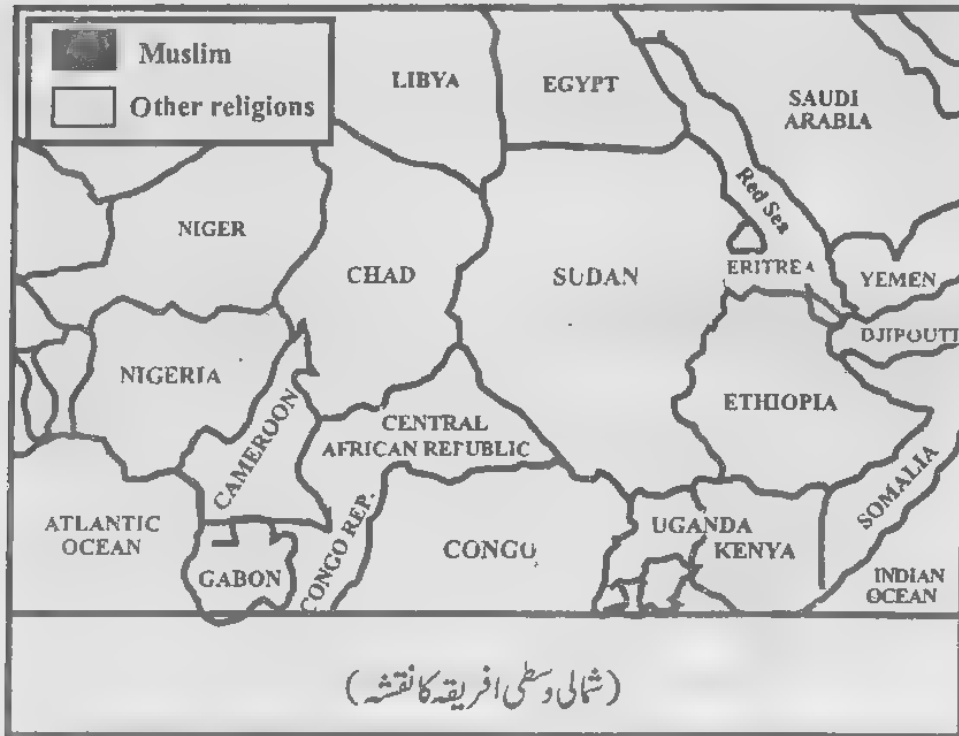 Muslim
Other religions
LIBYA
EGYPT
SAUDI
ARABIA
Red Sea
NIGER
CHAD
SUDAN
ERITREA
YEMEN
DJIPOUTI
NIGERIA
CAMEROON
CENTRAL
AFRICAN REPUBLIC
ETHIOPIA
SOMALIA
ATLANTIC
OCEAN
GABON
CONGO REP.
CONGO
UGANDA
KENYA
INDIAN
OCEAN
(شمالی وسطی افریقہ کا نقشہ)